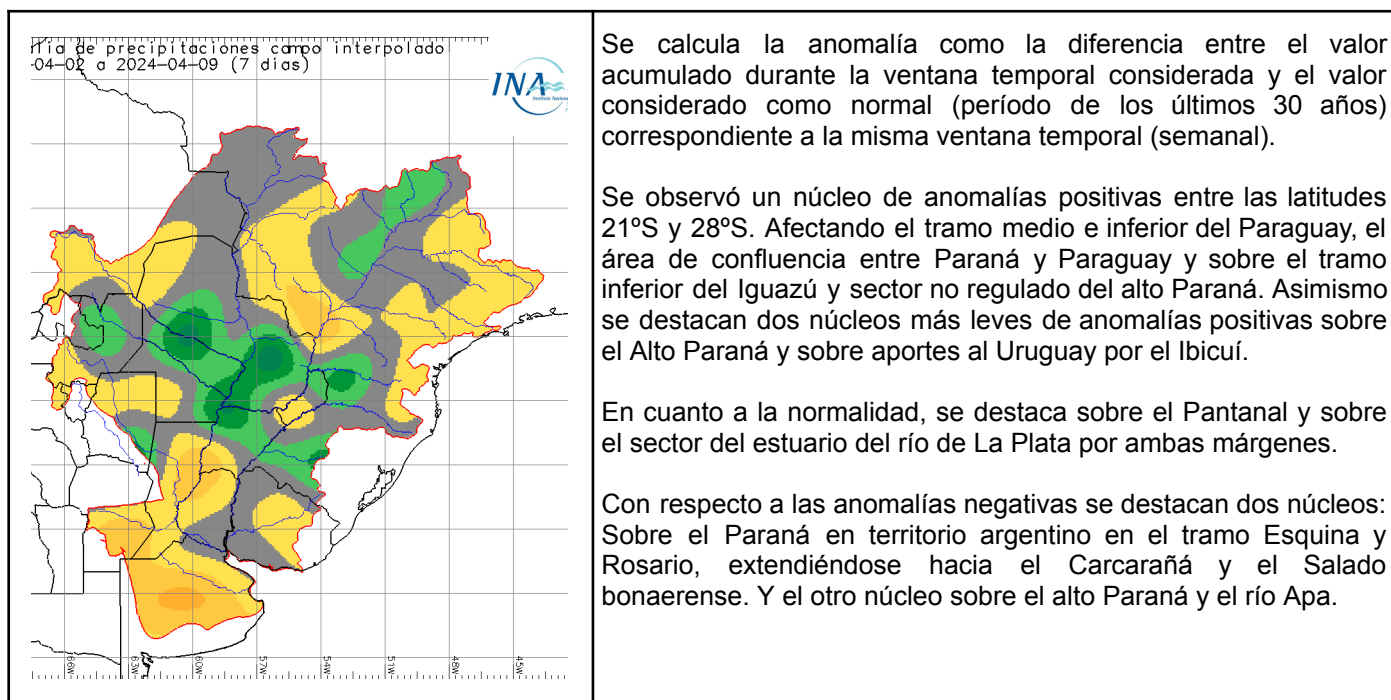 de precipitaciones campo interpolado
-04-02 a 2024-04-09 (7 dias)
INA
Instituto
66W 63W 60W 57W 54W 51W 48W 45W
Se calcula la anomalía como la diferencia entre el valor
acumulado durante la ventana temporal considerada y el valor
considerado como normal (período de los últimos 30 años)
correspondiente a la misma ventana temporal (semanal).
Se observó un núcleo de anomalías positivas entre las latitudes
21ºS y 28ºS. Afectando el tramo medio e inferior del Paraguay, el
área de confluencia entre Paraná y Paraguay y sobre el tramo
inferior del Iguazú y sector no regulado del alto Paraná. Asimismo
se destacan dos núcleos más leves de anomalías positivas sobre
el Alto Paraná y sobre aportes al Uruguay por el Ibicuí.
En cuanto a la normalidad, se destaca sobre el Pantanal y sobre
el sector del estuario del río de La Plata por ambas márgenes.
Con respecto a las anomalías negativas se destacan dos núcleos:
Sobre el Paraná en territorio argentino en el tramo Esquina y
Rosario, extendiéndose hacia el Carcarañá y el Salado
bonaerense. Y el otro núcleo sobre el alto Paraná y el río Apa.